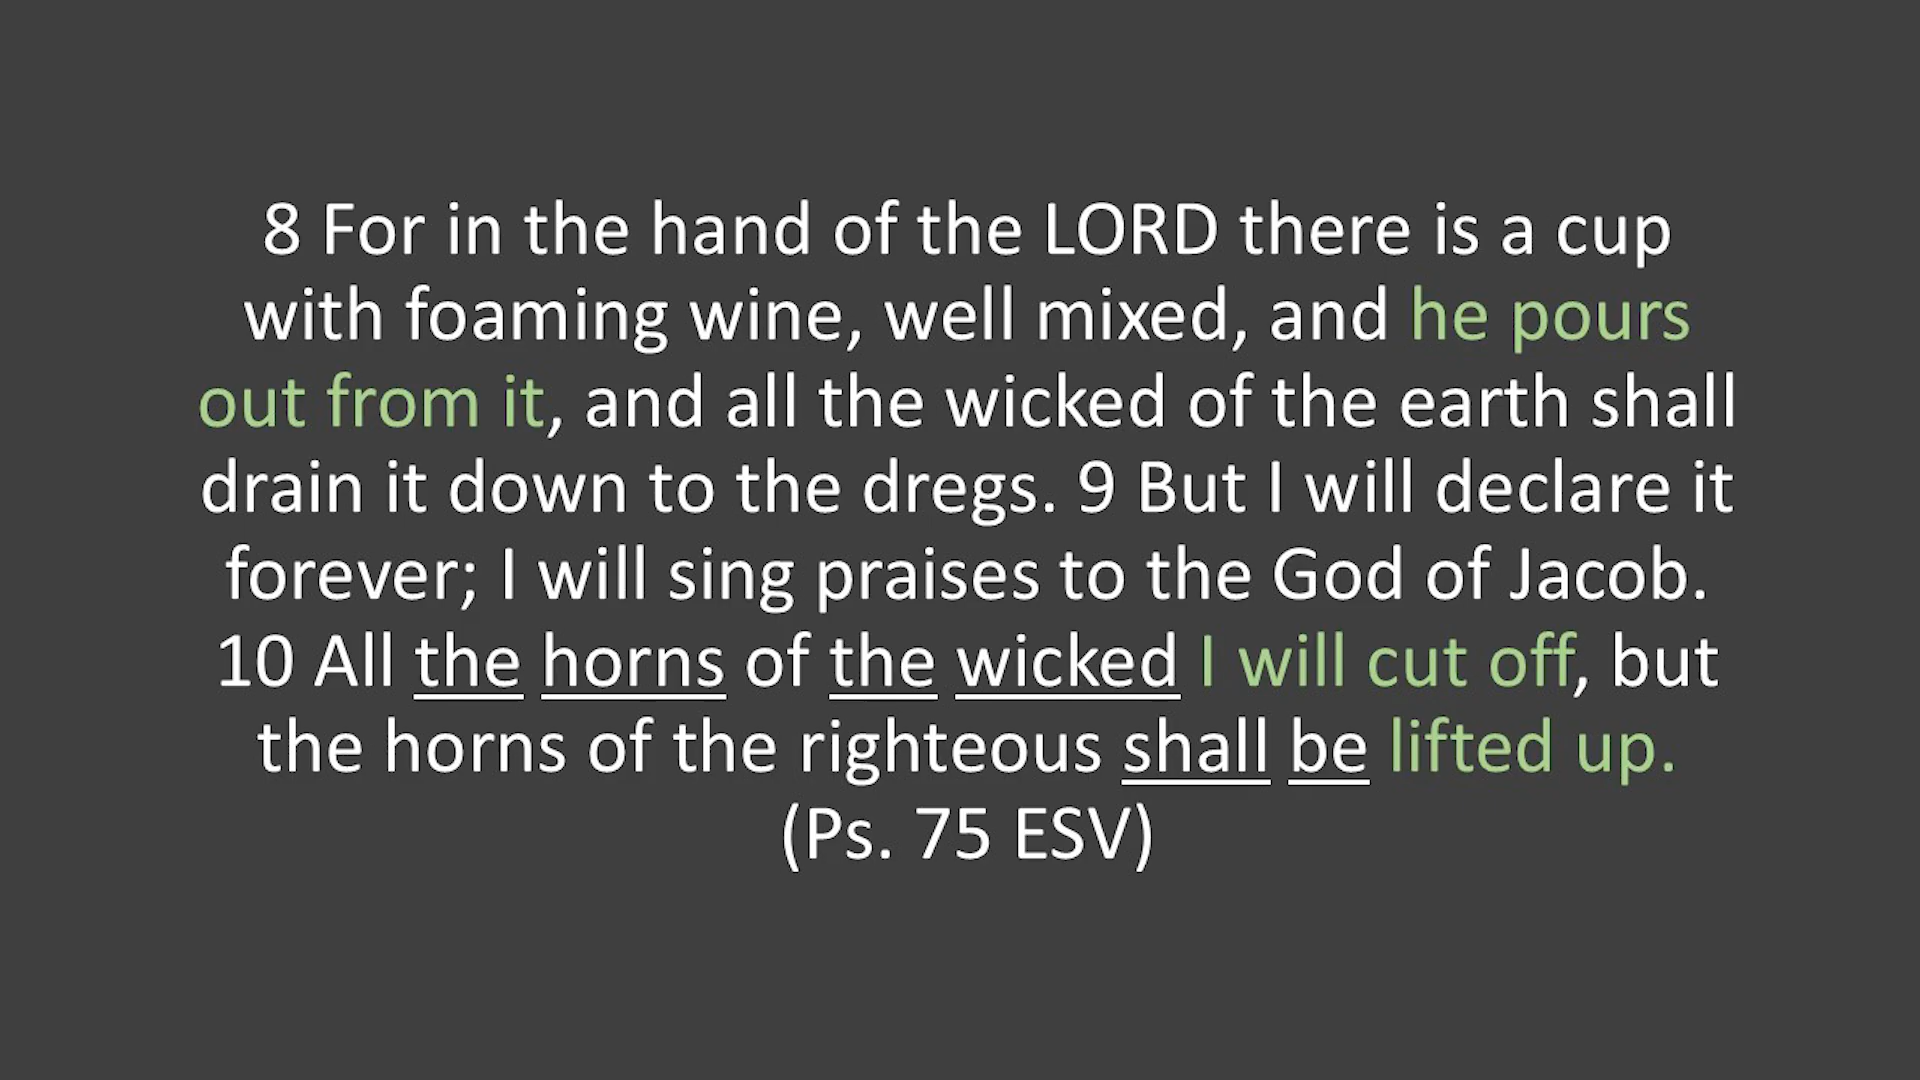 8 For in the hand of the LORD there is a cup
with foaming wine, well mixed, and he pours
out from it, and all the wicked of the earth shall
drain it down to the dregs. 9 But I will declare it
forever; I will sing praises to the God of Jacob.
10 All the horns of the wicked I will cut off, but
the horns of the righteous shall be lifted up.
(Ps. 75 ESV)